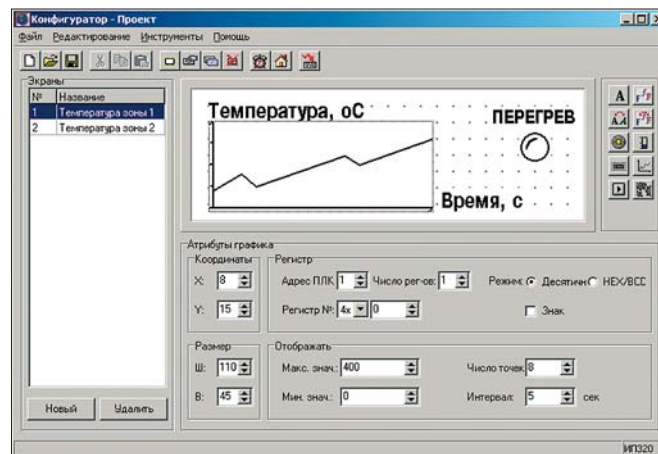 Конфигуратор - Проект
Файл Редактирование Инструменты Помощь
Экраны
№ Название
1 Температура зоны 1
2 Температура зоны 2
Новый Удалить
Температура, оС
ПЕРЕГРЕВ
Время, с
Атрибуты графика
Координаты
X: 8
Y: 15
Регистр
Адрес ПЛК 1 Число рег-ов: 1 Режим: Десятичн HEX/BCC
Регистр №: 4x 0 Знак
Размер
Ш: 110
В: 45
Отображать
Макс. знач.: 400 Число точек 8
Мин. знач.: 0 Интервал: 5 сек
ИП320